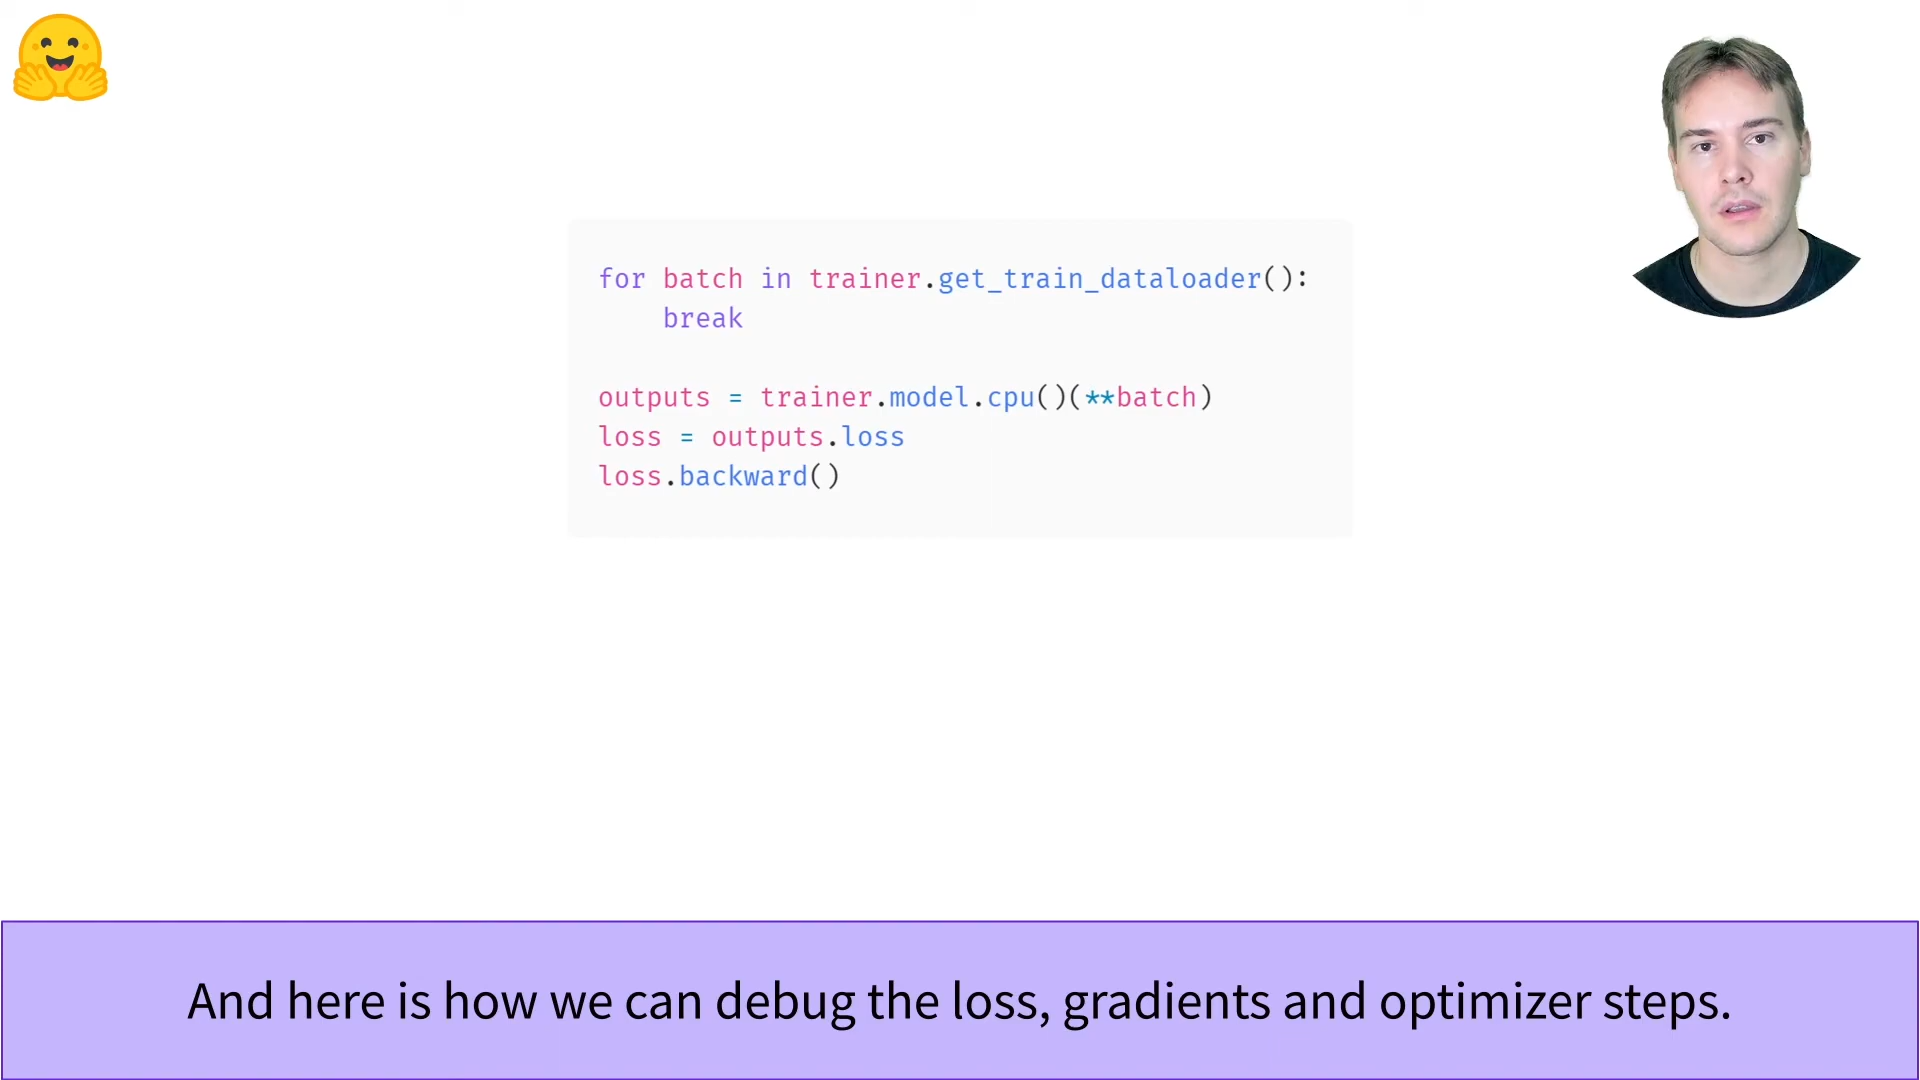 for batch in trainer.get_train_dataloader():
    break
outputs = trainer.model.cpu()(**batch)
loss = outputs.loss
loss.backward()
And here is how we can debug the loss, gradients and optimizer steps.